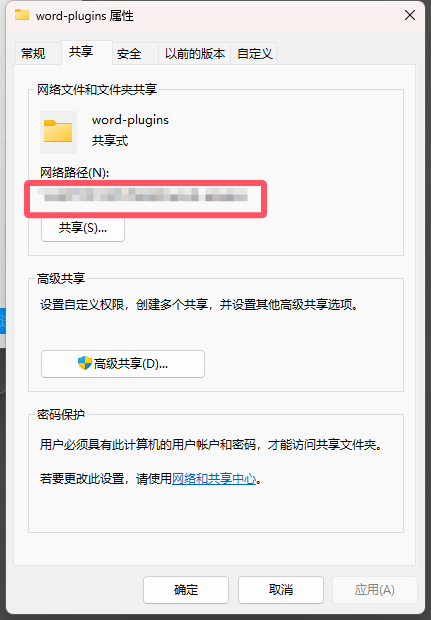 word-plugins 属性
常规
共享
安全
以前的版本
自定义
网络文件和文件夹共享
word-plugins
共享式
网络路径(N):
共享(S)...
高级共享
设置自定义权限，创建多个共享，并设置其他高级共享选项。
高级共享(D)...
密码保护
用户必须具有此计算机的用户帐户和密码，才能访问共享文件夹。
若要更改此设置，请使用网络和共享中心。
确定
取消
应用(A)